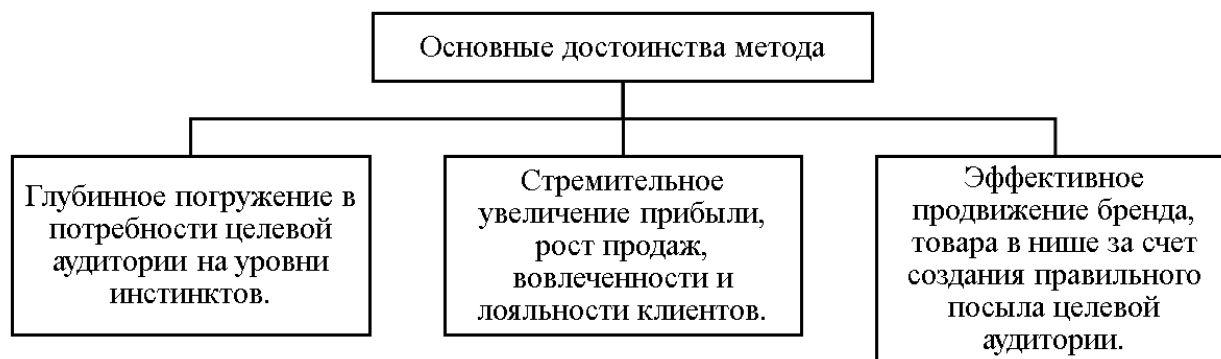 Основные достоинства метода
Глубинное погружение в
потребности целевой
аудитории на уровни
инстинктов.
Стремительное
увеличение прибыли,
рост продаж,
вовлеченности и
лояльности клиентов.
Эффективное
продвижение бренда,
товара в нише за счет
создания правильного
посыла целевой
аудитории.